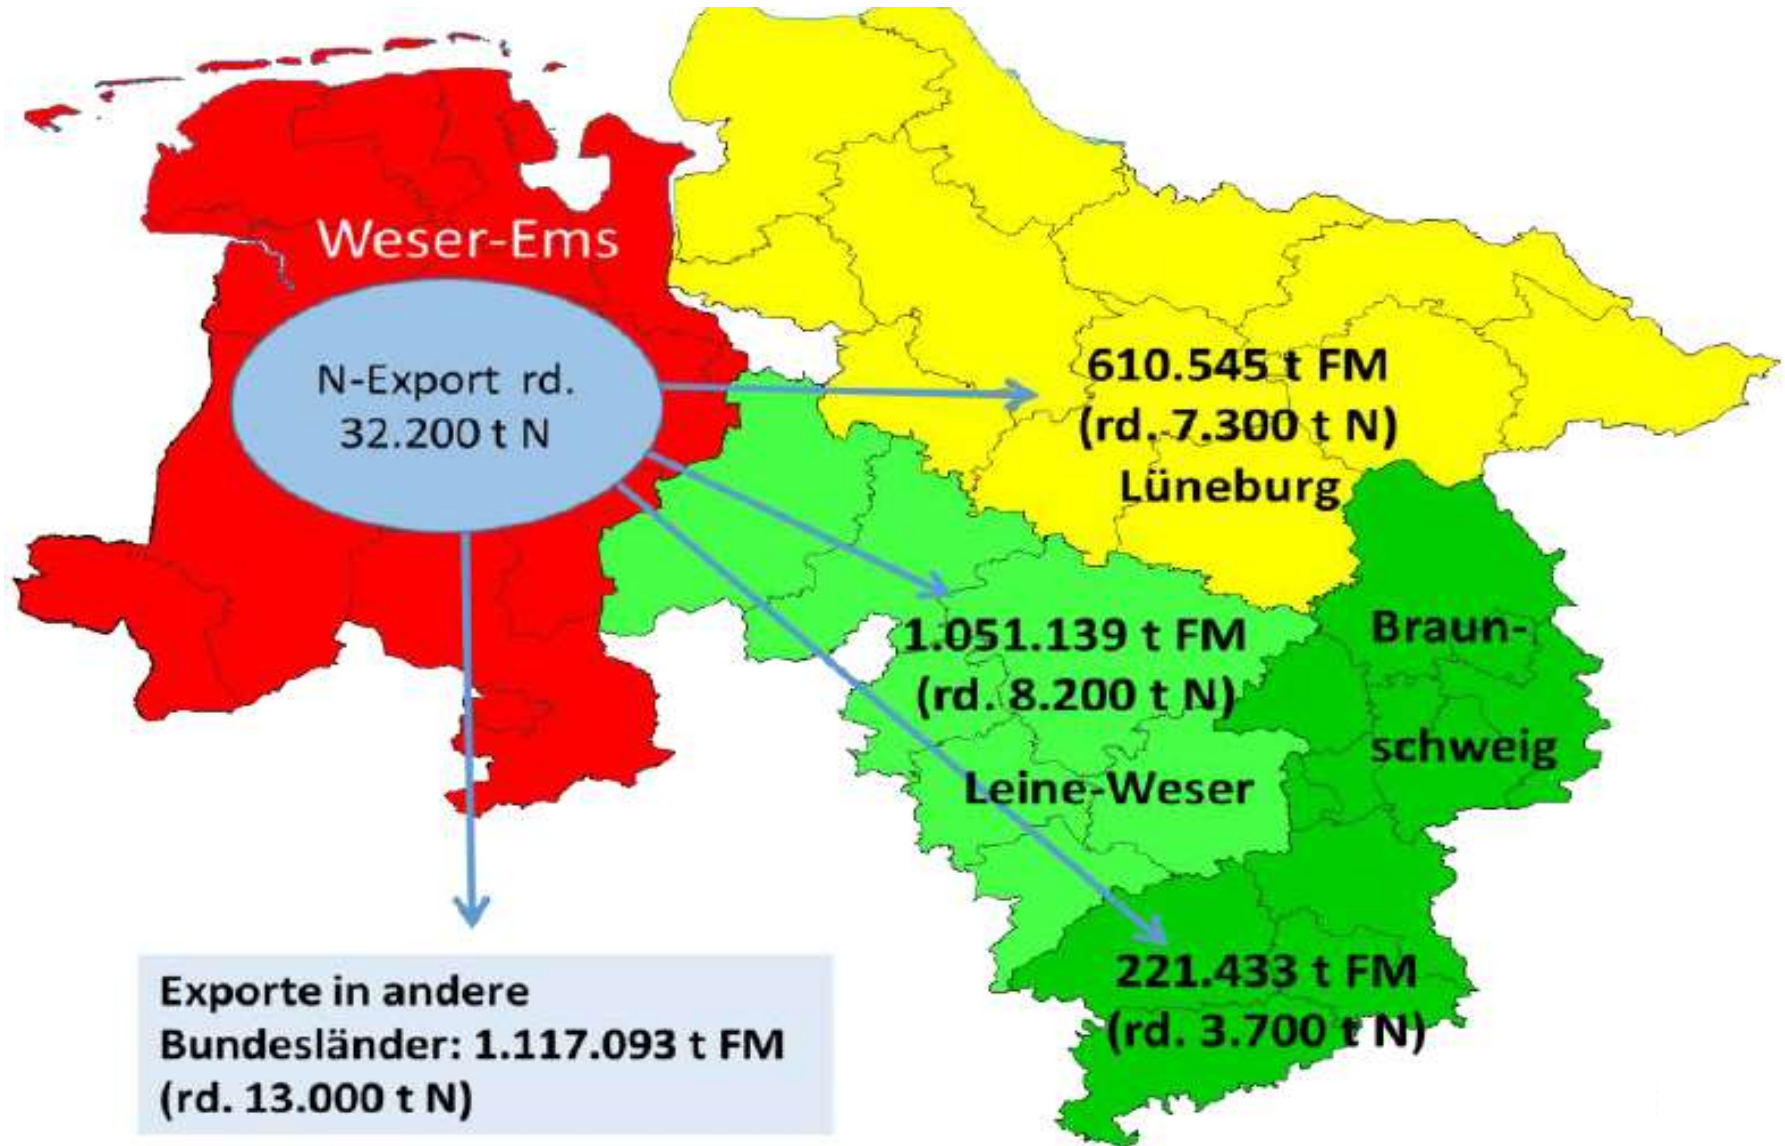 Weser-Ems
N-Export rd.
32.200 t N
610.545 t FM
(rd. 7.300 t N)
Lüneburg
1.051.139 t FM
(rd. 8.200 t N)
Leine-Weser
Braun-
schweig
221.433 t FM
(rd. 3.700 t N)
Exporte in andere
Bundesländer: 1.117.093 t FM
(rd. 13.000 t N)